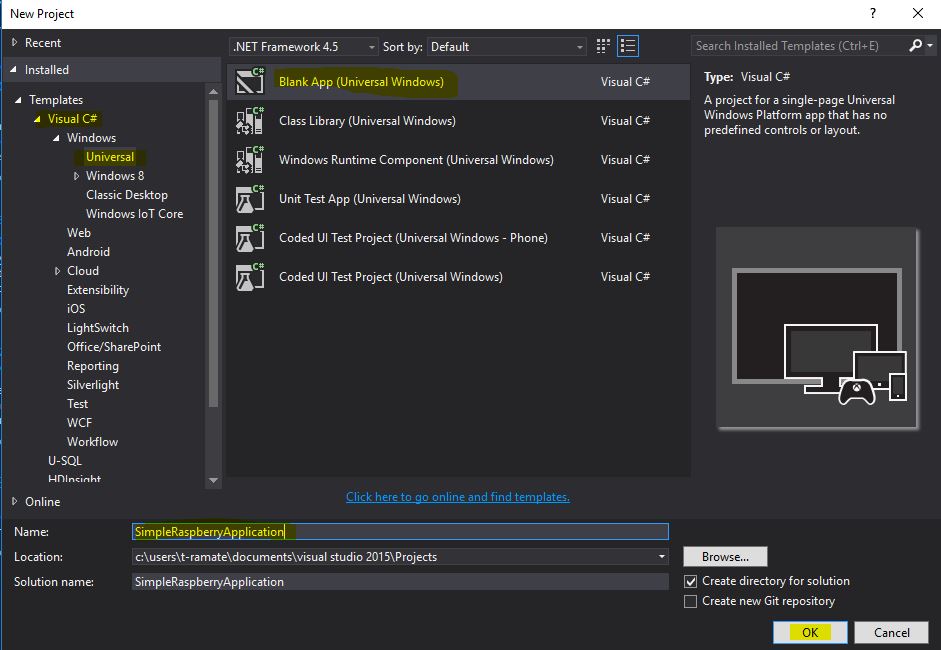 New Project
?
Recent
.NET Framework 4.5
Sort by: Default
Search Installed Templates (Ctrl+E)
Installed
Templates
Visual C#
Windows
Universal
Windows 8
Classic Desktop
Windows IoT Core
Web
Android
Cloud
Extensibility
iOS
LightSwitch
Office/SharePoint
Reporting
Silverlight
Test
WCF
Workflow
U-SQL
HDInsight
Online
C# Blank App (Universal Windows) Visual C#
C# Class Library (Universal Windows) Visual C#
C# Windows Runtime Component (Universal Windows) Visual C#
C# Unit Test App (Universal Windows) Visual C#
C# Coded UI Test Project (Universal Windows - Phone) Visual C#
C# Coded UI Test Project (Universal Windows) Visual C#
Click here to go online and find templates.
Type: Visual C#
A project for a single-page Universal
Windows Platform app that has no
predefined controls or layout.
Name: SimpleRaspberryApplication
Location: c:\users\t-ramate\documents\visual studio 2015\Projects
Browse...
Solution name: SimpleRaspberryApplication
Create directory for solution
Create new Git repository
OK
Cancel